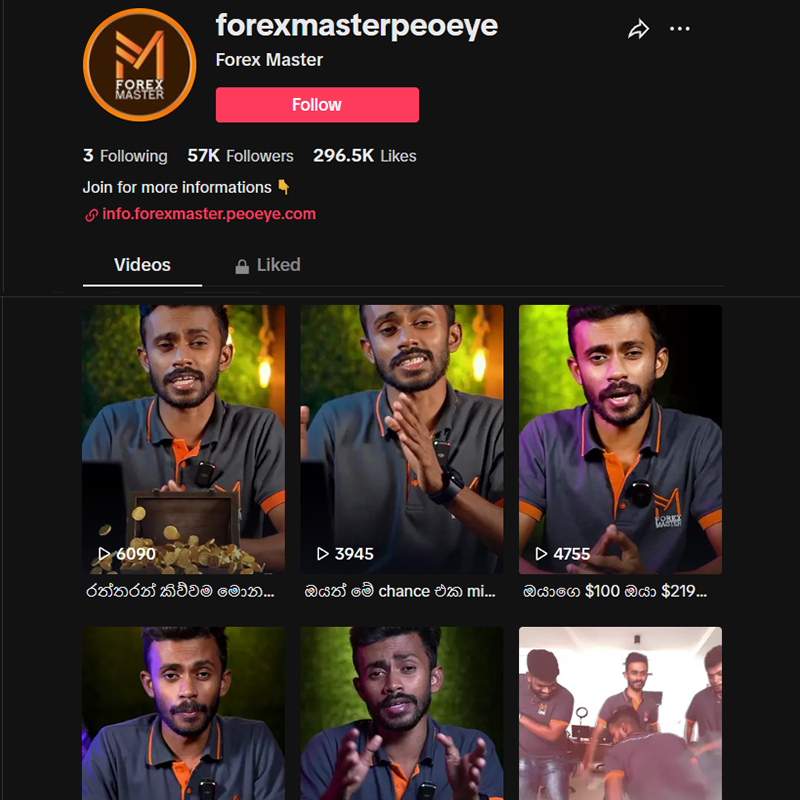 forexmasterpeoeye
Forex Master
FOREX
MASTER
Follow
3 Following 57K Followers 296.5K Likes
Join for more informations 👇
info.forexmaster.peoeye.com
Videos Liked
6090 3945 4755
FOREX
MASTER
රත්තරන් කිව්වම මොන... ඔයත් මේ chance එක mi... ඔයාගෙ $100 ඔයා $219...